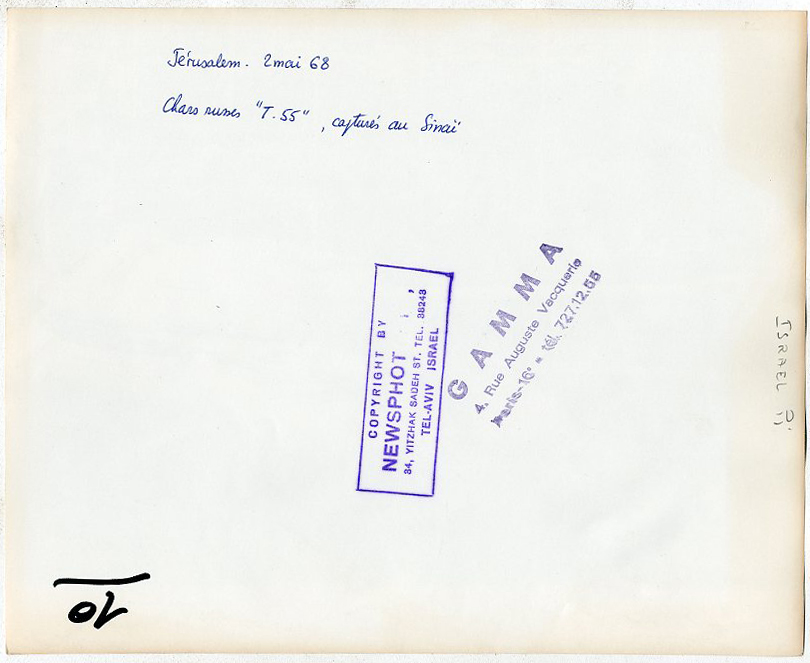 Jérusalem. 2 mai 68
Chars russes "T.55", capturés au Sinaï
COPYRIGHT BY
NEWSPHOT
34, YITZHAK SADEH ST. TEL. 38243
TEL-AVIV ISRAEL
GAMMA
4, Rue Auguste Vacquerie
Paris-16e - tél. 727.12.55
ISRAEL
10